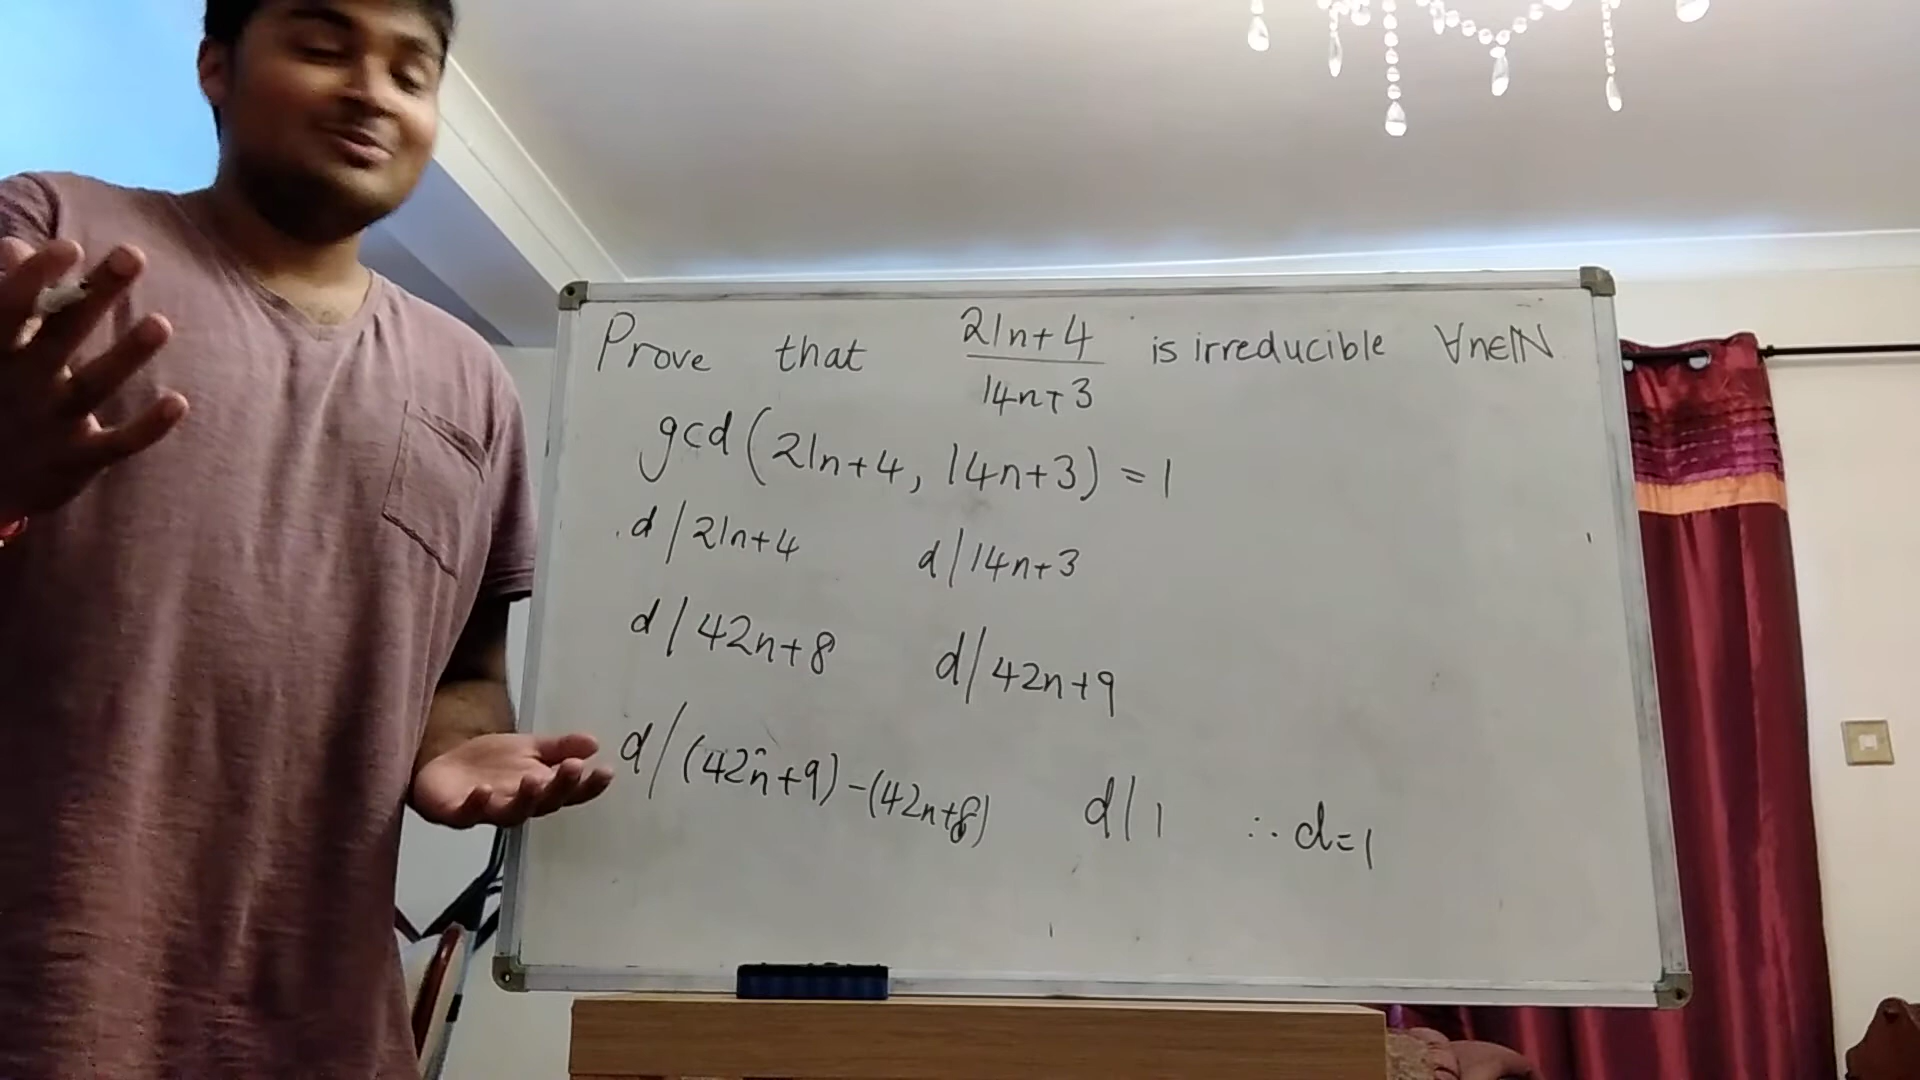 Prove that 21n+4 is irreducible ∀n∈ℕ
14n+3
gcd(21n+4, 14n+3) = 1
d/21n+4 d/14n+3
d/42n+8 d/42n+9
d/(42n+9)-(42n+8) d/1 ∴ d=1